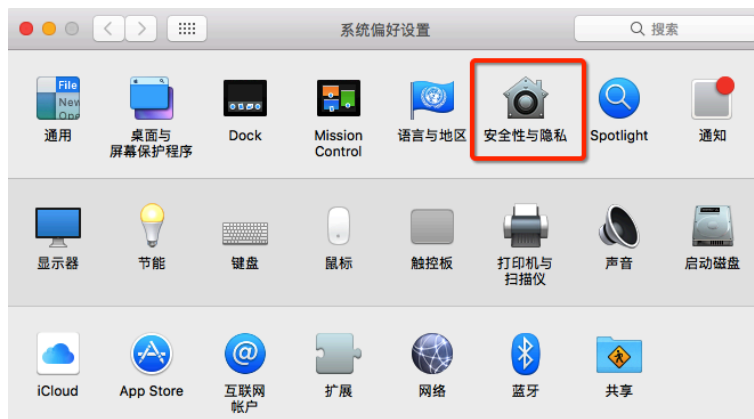 系统偏好设置
搜索
File
New
Ope
通用
桌面与
屏幕保护程序
Dock
Mission
Control
语言与地区
安全性与隐私
Spotlight
通知
显示器
节能
键盘
鼠标
触控板
打印机与
扫描仪
声音
启动磁盘
iCloud
App Store
互联网
帐户
扩展
网络
蓝牙
共享